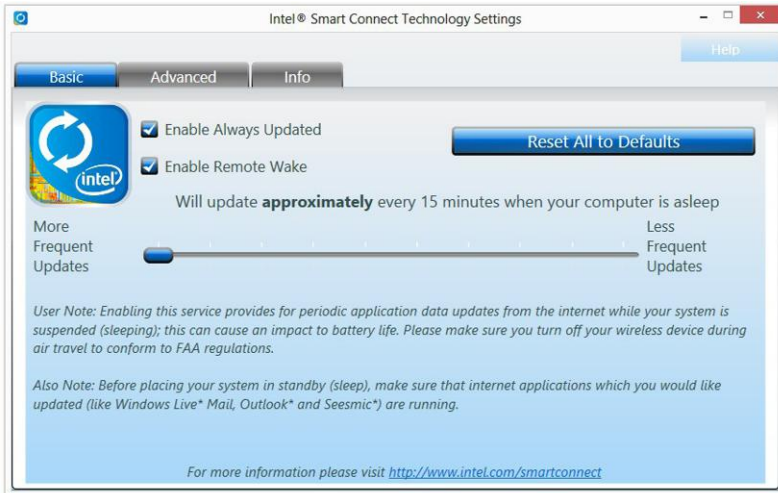 Intel® Smart Connect Technology Settings
Help
Basic Advanced Info
Enable Always Updated
Reset All to Defaults
Enable Remote Wake
(intel)
Will update approximately every 15 minutes when your computer is asleep
More
Frequent
Updates
Less
Frequent
Updates
User Note: Enabling this service provides for periodic application data updates from the internet while your system is
suspended (sleeping); this can cause an impact to battery life. Please make sure you turn off your wireless device during
air travel to conform to FAA regulations.
Also Note: Before placing your system in standby (sleep), make sure that internet applications which you would like
updated (like Windows Live* Mail, Outlook* and Seesmic*) are running.
For more information please visit http://www.intel.com/smartconnect